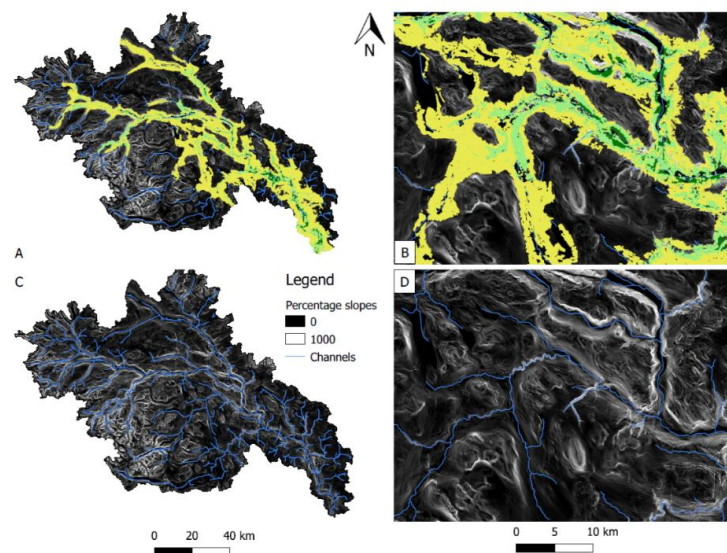 N
A
B
C
Legend
Percentage slopes
0
1000
Channels
D
0 20 40 km
0 5 10 km